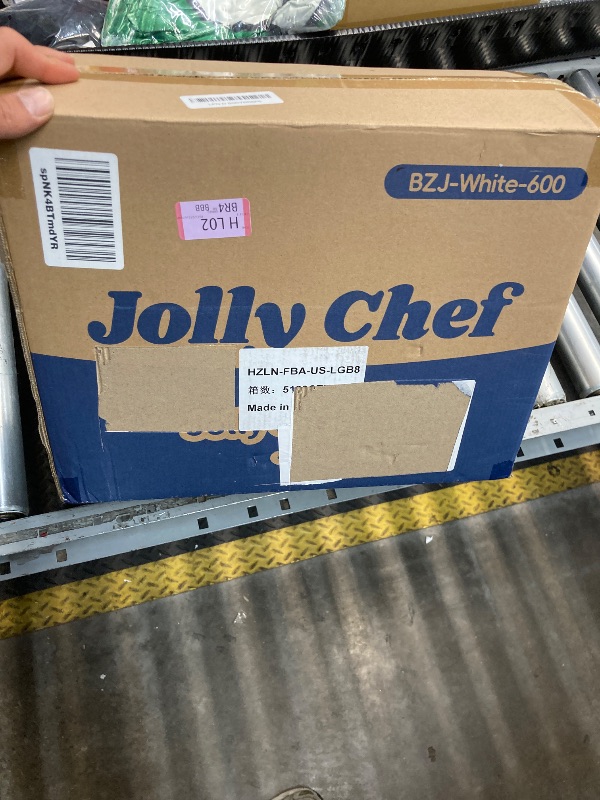 spNK4BTmdYR
BZJ-White-600
H L02
BR4
Jolly Chef
HZLN-FBA-US-LGB8
箱数：
Made in